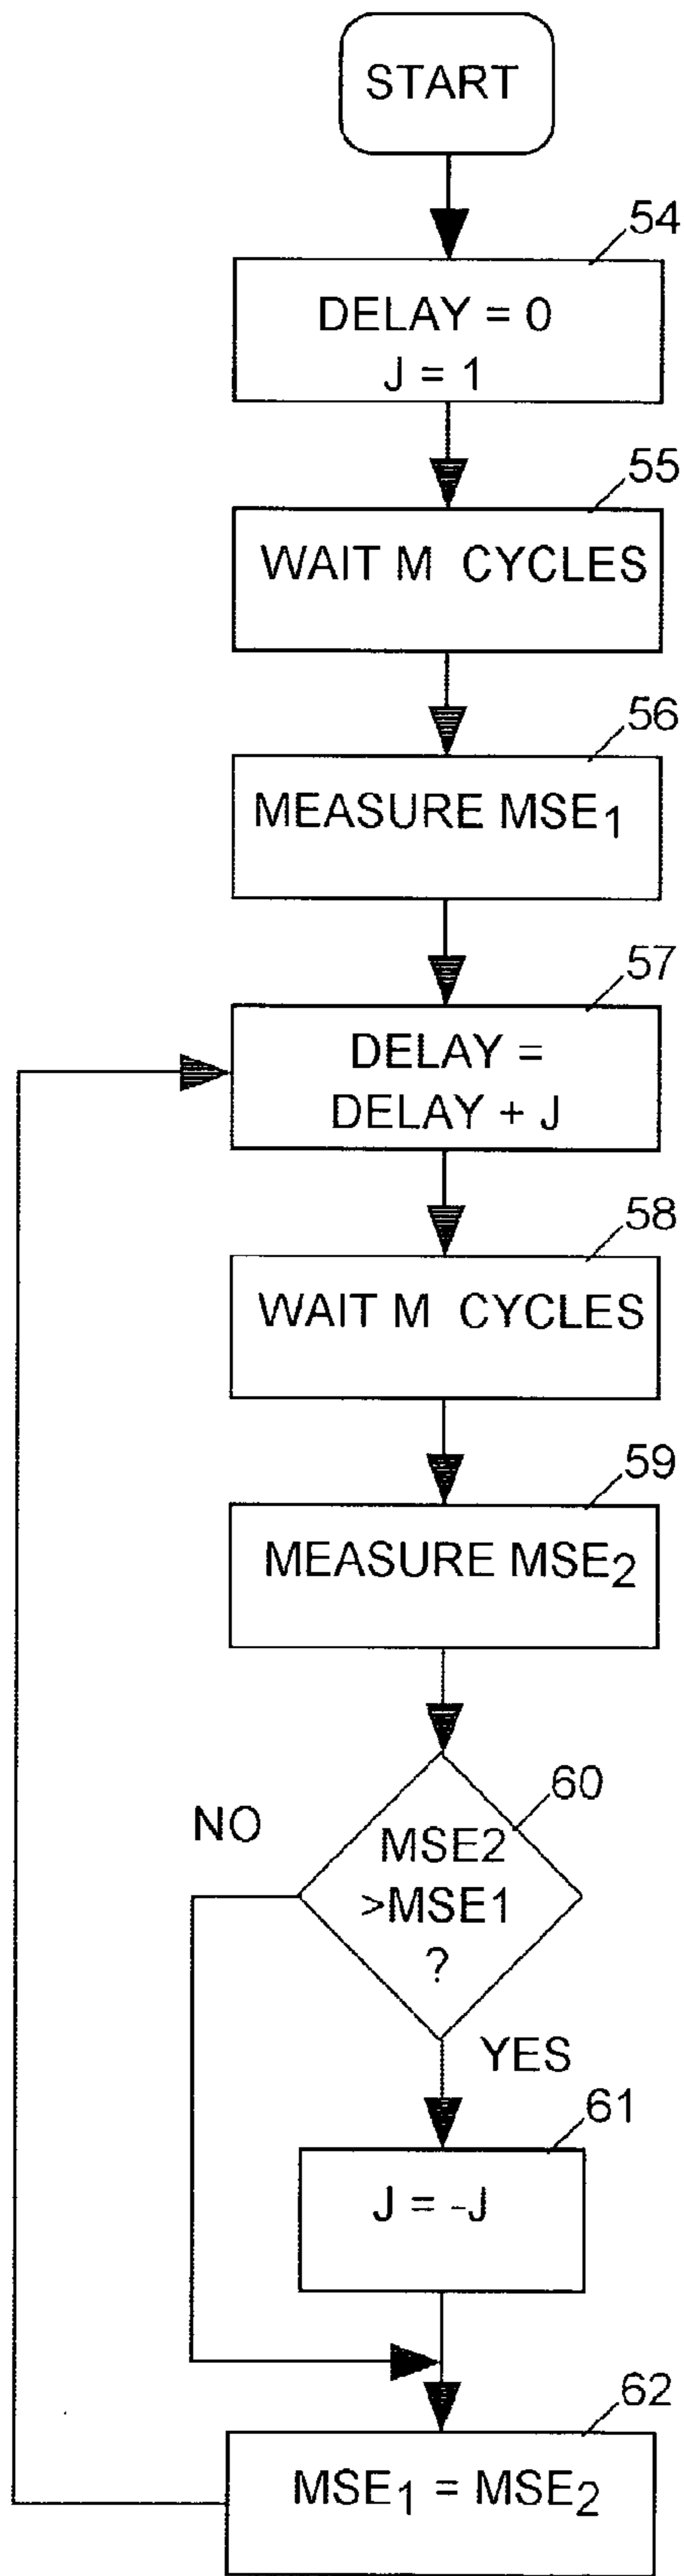 START
54
DELAY = 0
J = 1
55
WAIT M CYCLES
56
MEASURE MSE1
57
DELAY =
DELAY + J
58
WAIT M CYCLES
59
MEASURE MSE2
60
NO
MSE2
>MSE1
?
YES
61
J = -J
62
MSE1 = MSE2